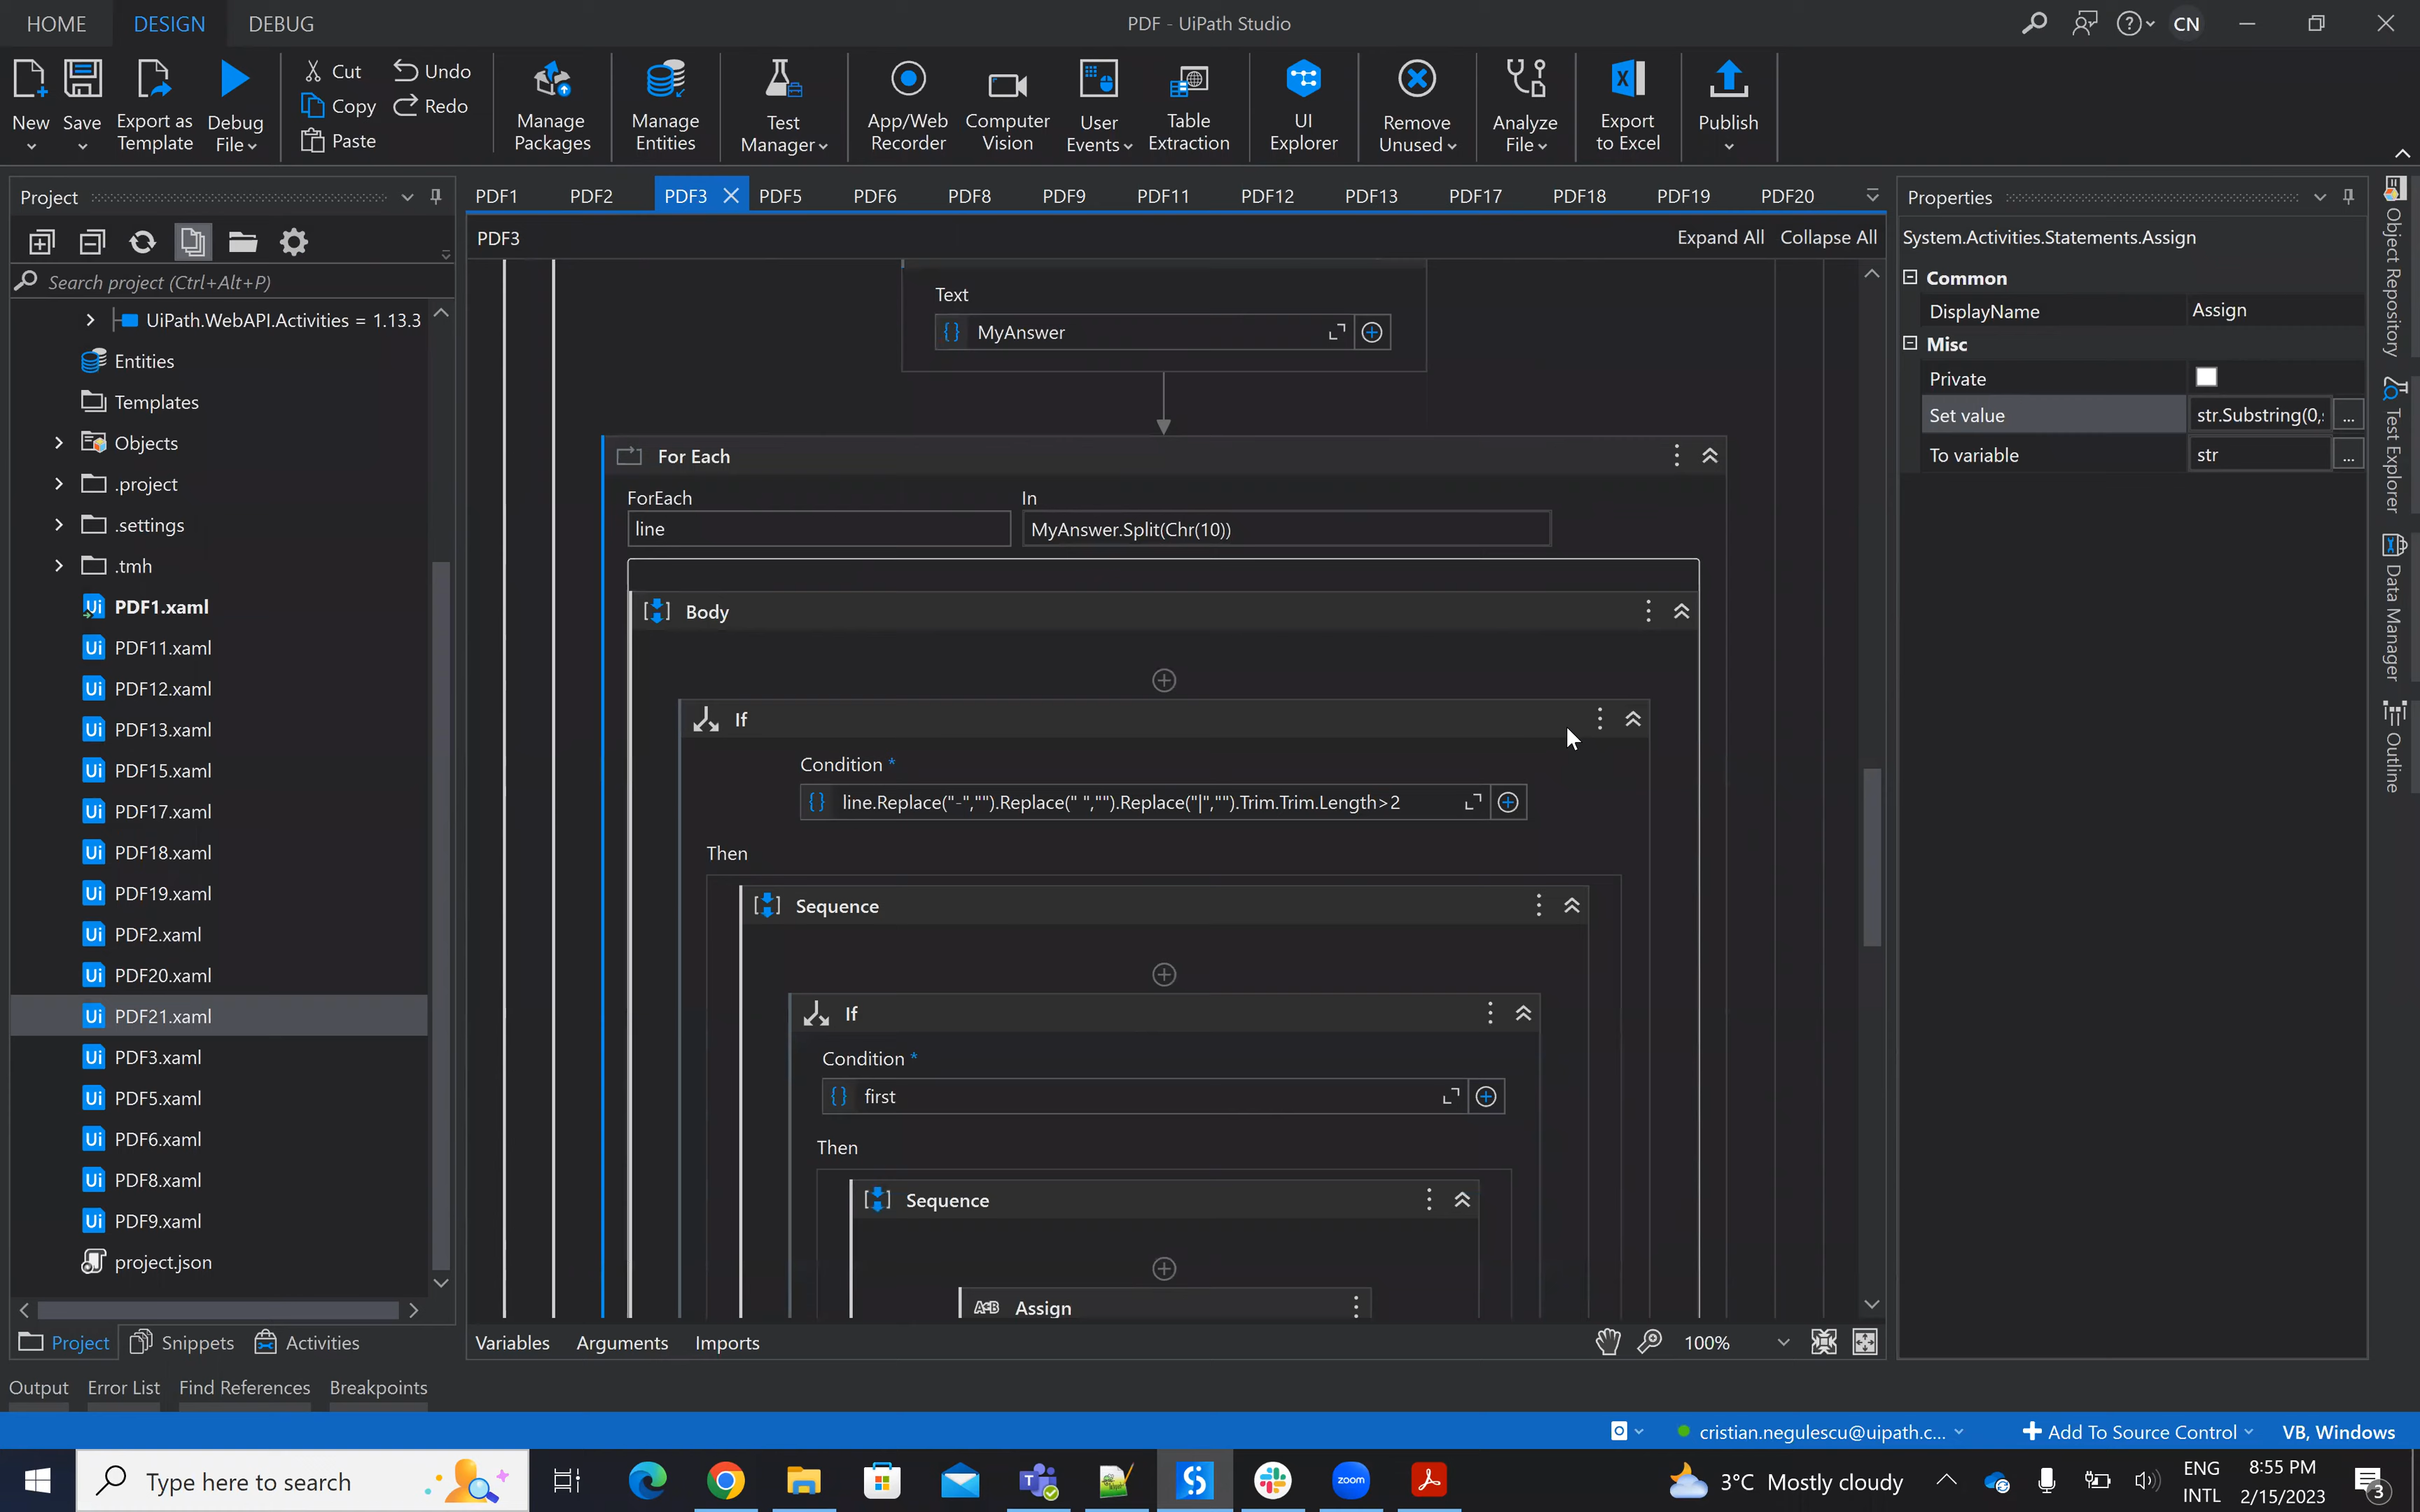 HOME DESIGN DEBUG
PDF - UiPath Studio
CN
New
Save
Export as
Template
Debug
File
Cut
Copy
Paste
Undo
Redo
Manage
Packages
Manage
Entities
Test
Manager
App/Web
Recorder
Computer
Vision
User
Events
Table
Extraction
UI
Explorer
Remove
Unused
Analyze
File
Export
to Excel
Publish
Project
Search project (Ctrl+Alt+P)
UiPath.WebAPI.Activities = 1.13.3
Entities
Templates
Objects
.project
.settings
.tmh
PDF1.xaml
PDF11.xaml
PDF12.xaml
PDF13.xaml
PDF15.xaml
PDF17.xaml
PDF18.xaml
PDF19.xaml
PDF2.xaml
PDF20.xaml
PDF21.xaml
PDF3.xaml
PDF5.xaml
PDF6.xaml
PDF8.xaml
PDF9.xaml
project.json
Project Snippets Activities
PDF1 PDF2 PDF3 PDF5 PDF6 PDF8 PDF9 PDF11 PDF12 PDF13 PDF17 PDF18 PDF19 PDF20
PDF3
Expand All Collapse All
Text
MyAnswer
For Each
ForEach In
line MyAnswer.Split(Chr(10))
Body
If
Condition *
line.Replace("-","").Replace(" ","").Replace("|","").Trim.Trim.Length>2
Then
Sequence
If
Condition *
first
Then
Sequence
A+B Assign
Variables Arguments Imports
100%
Properties
System.Activities.Statements.Assign
Common
DisplayName Assign
Misc
Private
Set value str.Substring(0,: ...
To variable str ...
Object Repository
Test Explorer
Data Manager
Outline
Output Error List Find References Breakpoints
cristian.negulescu@uipath.c...
Add To Source Control
VB, Windows
Type here to search
zoom
3°C Mostly cloudy
ENG
INTL
8:55 PM
2/15/2023
3